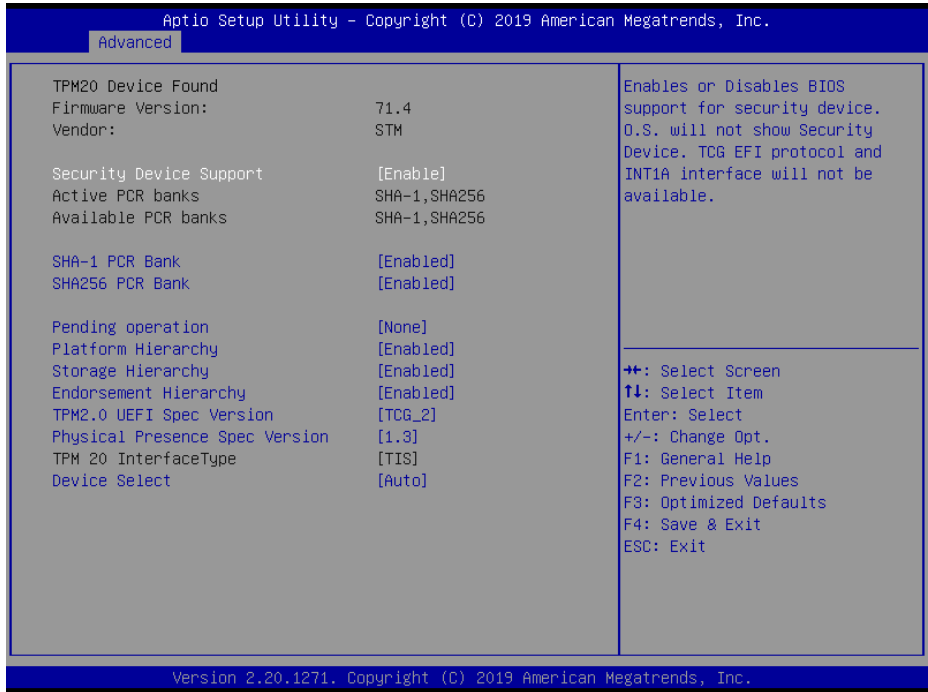 Aptio Setup Utility – Copyright (C) 2019 American Megatrends, Inc.
Advanced
TPM20 Device Found
Firmware Version: 71.4
Vendor: STM
Security Device Support [Enable]
Active PCR banks SHA-1,SHA256
Available PCR banks SHA-1,SHA256
SHA-1 PCR Bank [Enabled]
SHA256 PCR Bank [Enabled]
Pending operation [None]
Platform Hierarchy [Enabled]
Storage Hierarchy [Enabled]
Endorsement Hierarchy [Enabled]
TPM2.0 UEFI Spec Version [TCG_2]
Physical Presence Spec Version [1.3]
TPM 20 InterfaceType [TIS]
Device Select [Auto]
Enables or Disables BIOS
support for security device.
O.S. will not show Security
Device. TCG EFI protocol and
INT1A interface will not be
available.
→←: Select Screen
↑↓: Select Item
Enter: Select
+/-: Change Opt.
F1: General Help
F2: Previous Values
F3: Optimized Defaults
F4: Save & Exit
ESC: Exit
Version 2.20.1271. Copyright (C) 2019 American Megatrends, Inc.